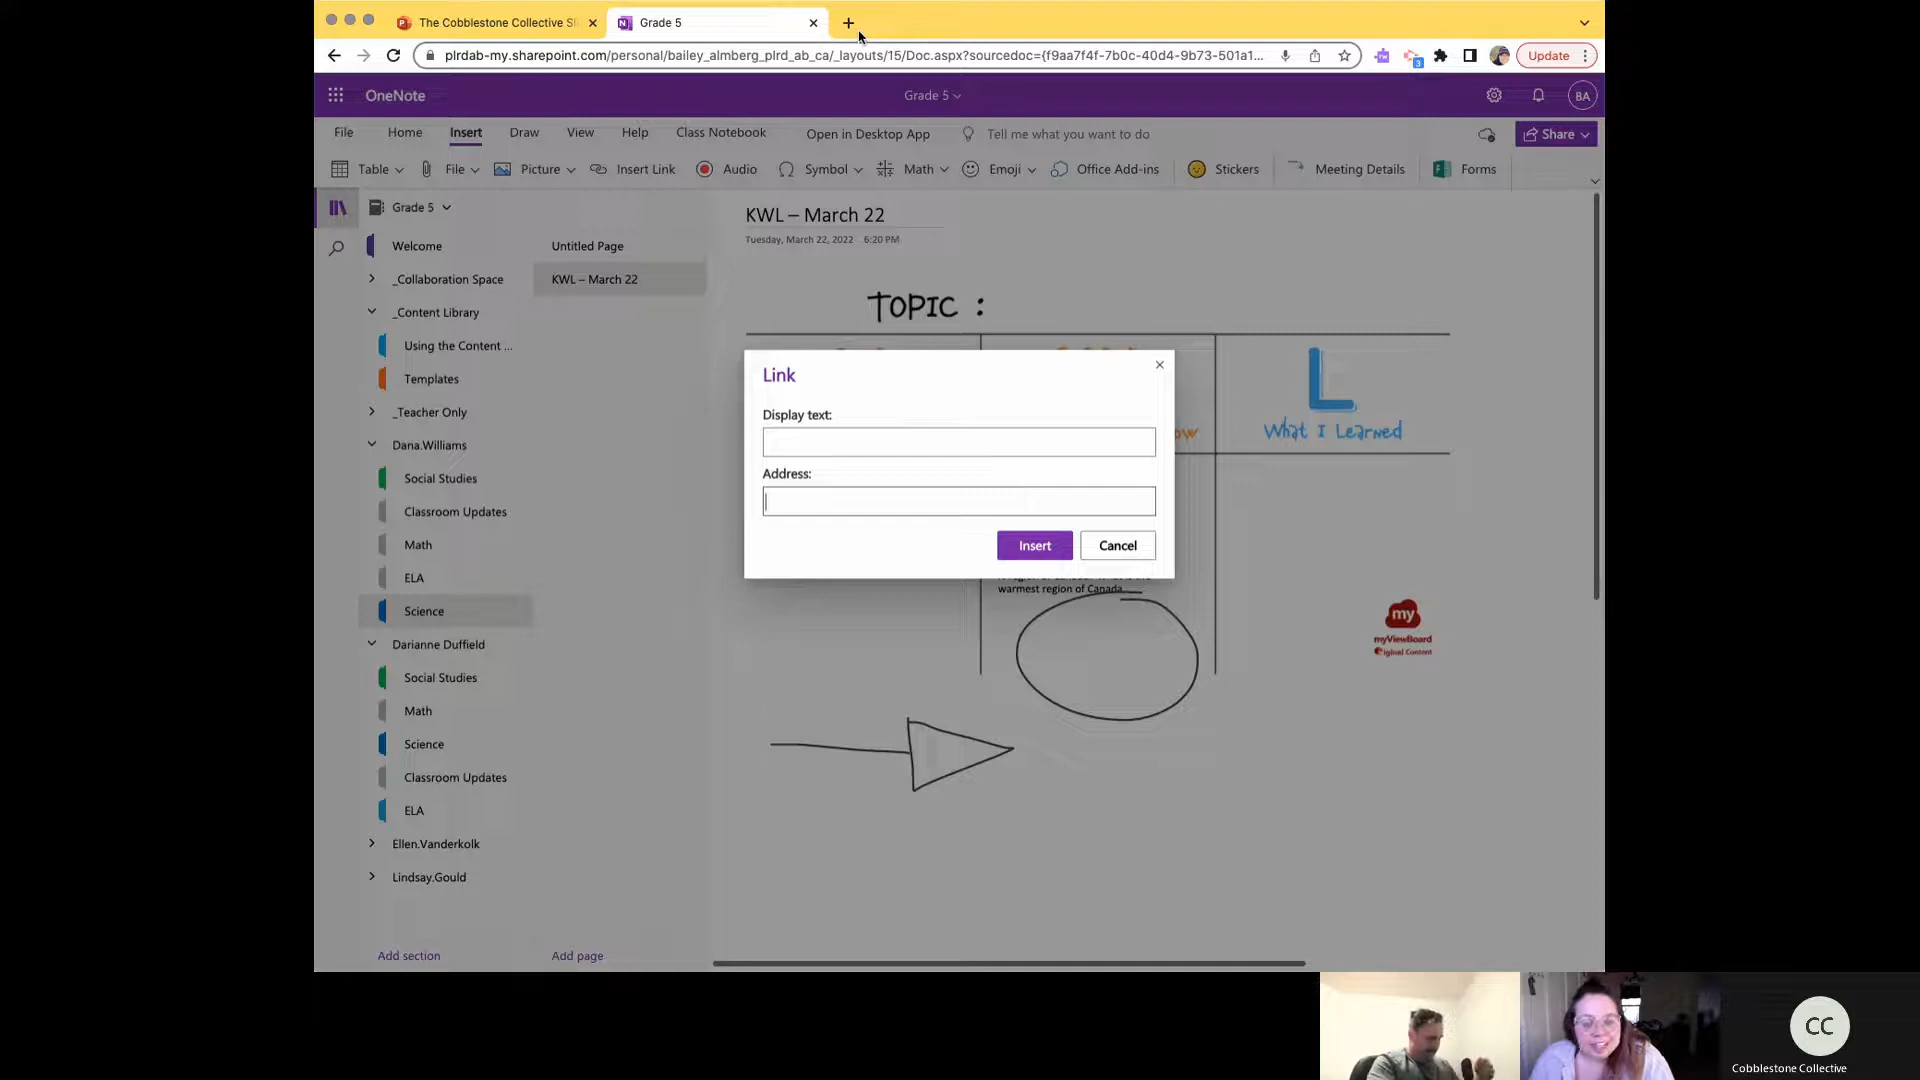 The Cobblestone Collective Sl
Grade 5
plrdab-my.sharepoint.com/personal/bailey_almberg_plrd_ab_ca/_layouts/15/Doc.aspx?sourcedoc={f9aa7f4f-7b0c-40d4-9b73-501a1...
3
Update
OneNote
Grade 5
BA
File
Home
Insert
Draw
View
Help
Class Notebook
Open in Desktop App
Tell me what you want to do
Share
Table
File
Picture
Insert Link
Audio
Symbol
Math
Emoji
Office Add-ins
Stickers
Meeting Details
Forms
Grade 5
Welcome
_Collaboration Space
_Content Library
Using the Content ...
Templates
_Teacher Only
Dana.Williams
Social Studies
Classroom Updates
Math
ELA
Science
Darianne Duffield
Social Studies
Math
Science
Classroom Updates
ELA
Ellen.Vanderkolk
Lindsay.Gould
Add section
Untitled Page
KWL – March 22
Add page
KWL – March 22
Tuesday, March 22, 2022 6:20 PM
TOPIC :
L
What I Learned
Link
Display text:
Address:
Insert
Cancel
warmest region of Canada
my
myViewBoard
Original Content
CC
Cobblestone Collective